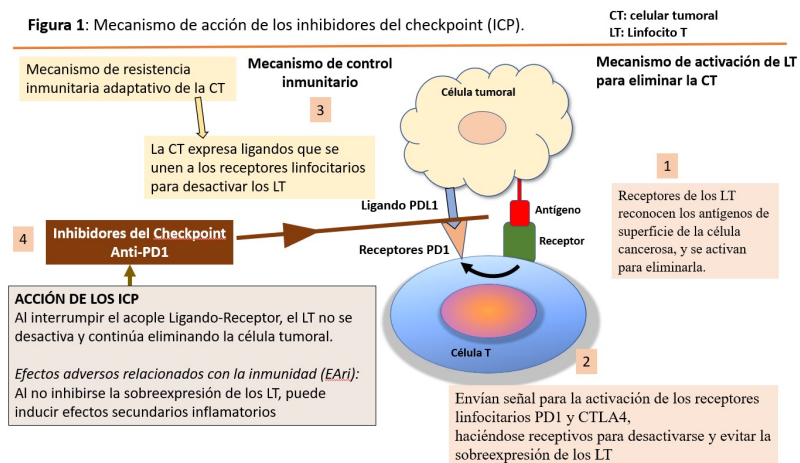 Figura 1: Mecanismo de acción de los inhibidores del checkpoint (ICP).
CT: celular tumoral
LT: Linfocito T
Mecanismo de resistencia
inmunitaria adaptativo de la CT
Mecanismo de control
inmunitario
3
La CT expresa ligandos que se
unen a los receptores linfocitarios
para desactivar los LT
Célula tumoral
Mecanismo de activación de LT
para eliminar la CT
1
Receptores de los LT
reconocen los antígenos de
superficie de la célula
cancerosa, y se activan
para eliminarla.
Ligando PDL1
Antígeno
Receptor
Receptores PD1
4
Inhibidores del Checkpoint
Anti-PD1
ACCIÓN DE LOS ICP
Al interrumpir el acople Ligando-Receptor, el LT no se
desactiva y continúa eliminando la célula tumoral.
Efectos adversos relacionados con la inmunidad (EAri):
Al no inhibirse la sobreexpresión de los LT, puede
inducir efectos secundarios inflamatorios
Célula T
2
Envían señal para la activación de los receptores
linfocitarios PD1 y CTLA4,
haciéndose receptivos para desactivarse y evitar la
sobreexpresión de los LT